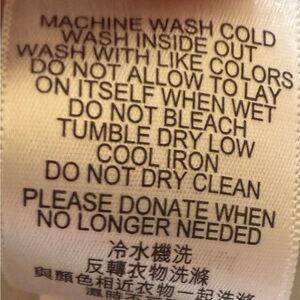 MACHINE WASH COLD
WASH INSIDE OUT
WASH WITH LIKE COLORS
DO NOT ALLOW TO LAY
ON ITSELF WHEN WET
DO NOT BLEACH
TUMBLE DRY LOW
COOL IRON
DO NOT DRY CLEAN
PLEASE DONATE WHEN
NO LONGER NEEDED
冷水機洗
反轉衣物洗滌
與顏色相近衣物一起洗滌
濕時不